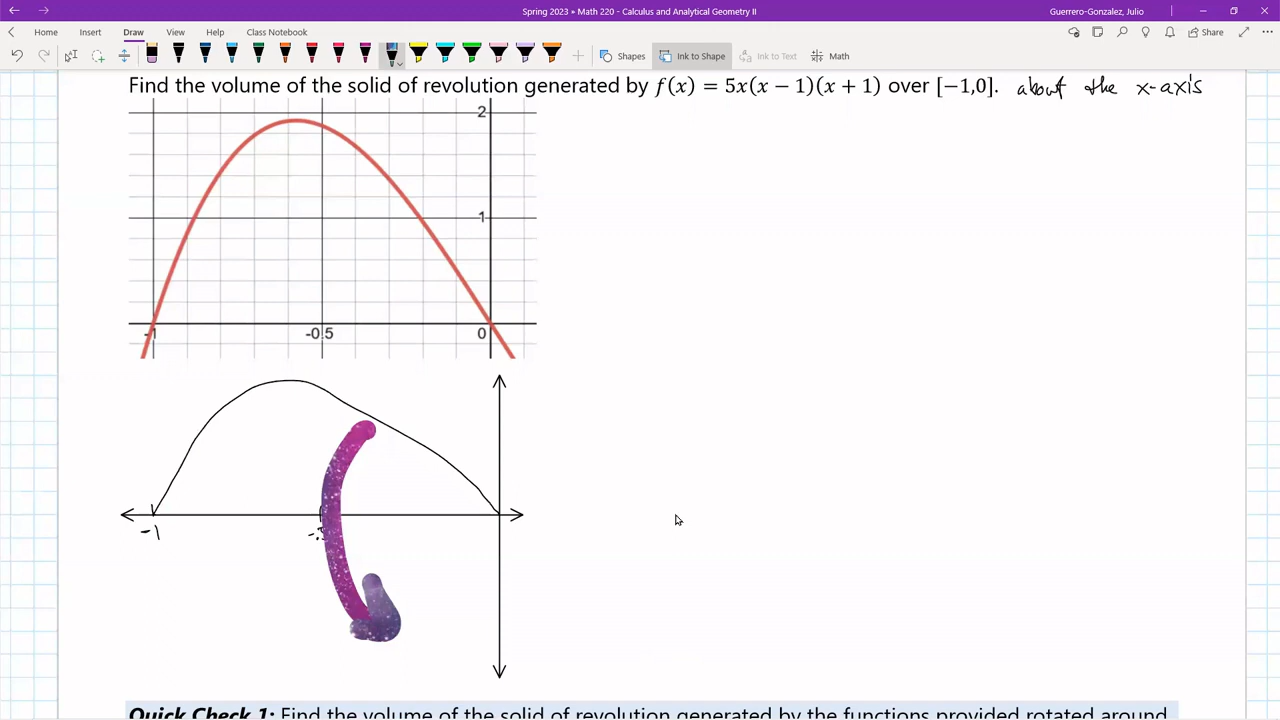 Spring 2023 » Math 220 - Calculus and Analytical Geometry II
Guerrero-Gonzalez, Julio
Home Insert Draw View Help Class Notebook
Share
Shapes Ink to Shape Ink to Text Math
Find the volume of the solid of revolution generated by f(x) = 5x(x − 1)(x + 1) over [−1,0]. about the x-axis
2
1
-1 -0.5 0
-1
Quick Check 1: Find the volume of the solid of revolution generated by the functions provided rotated around